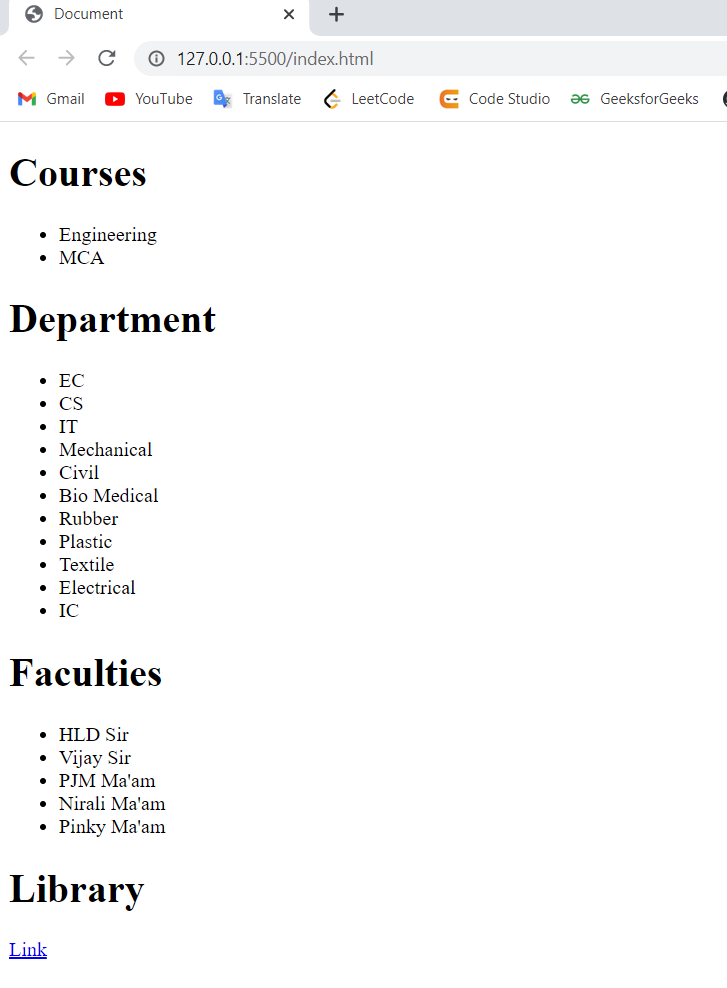 Document
127.0.0.1:5500/index.html
Gmail YouTube Translate LeetCode Code Studio GeeksforGeeks
Courses
Engineering
MCA
Department
EC
CS
IT
Mechanical
Civil
Bio Medical
Rubber
Plastic
Textile
Electrical
IC
Faculties
HLD Sir
Vijay Sir
PJM Ma'am
Nirali Ma'am
Pinky Ma'am
Library
Link